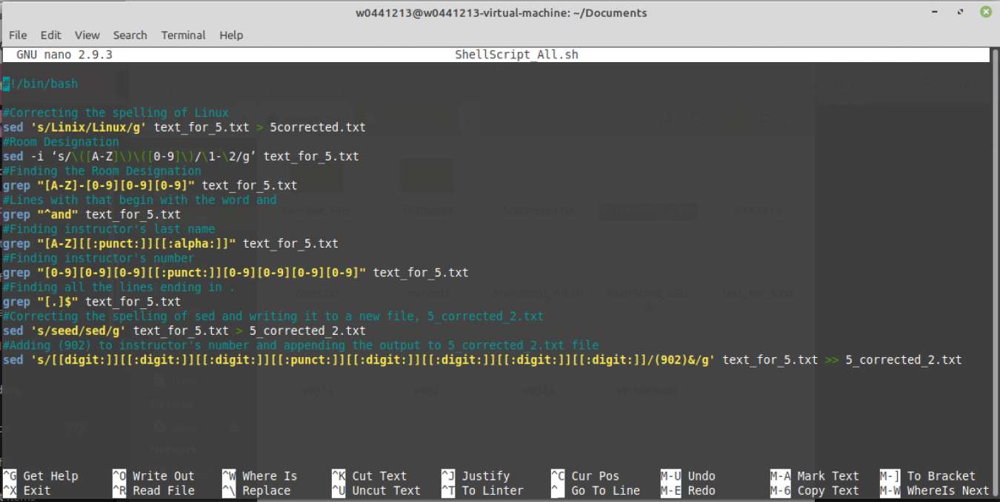 w0441213@w0441213-virtual-machine: ~/Documents
File Edit View Search Terminal Help
GNU nano 2.9.3 ShellScript_All.sh
#!/bin/bash
#Correcting the spelling of Linux
sed 's/Linix/Linux/g' text_for_5.txt > 5corrected.txt
#Room Designation
sed -i ‘s/\([A-Z]\)\([0-9]\)/\1-\2/g’ text_for_5.txt
#Finding the Room Designation
grep "[A-Z]-[0-9][0-9][0-9]" text_for_5.txt
#Lines with that begin with the word and
grep "^and" text_for_5.txt
#Finding instructor's last name
grep "[A-Z][[:punct:]][[:alpha:]]" text_for_5.txt
#Finding instructor's number
grep "[0-9][0-9][0-9][[:punct:]][0-9][0-9][0-9][0-9]" text_for_5.txt
#Finding all the lines ending in .
grep "[.]$" text_for_5.txt
#Correcting the spelling of sed and writing it to a new file, 5_corrected_2.txt
sed 's/seed/sed/g' text_for_5.txt > 5_corrected_2.txt
#Adding (902) to instructor's number and appending the output to 5_corrected_2.txt file
sed 's/[[digit:]][[:digit:]][[:digit:]][[:punct:]][[:digit:]][[:digit:]][[:digit:]][[:digit:]]/(902)&/g' text_for_5.txt >> 5_corrected_2.txt
^G Get Help ^O Write Out ^W Where Is ^K Cut Text ^J Justify ^C Cur Pos M-U Undo M-A Mark Text M-] To Bracket
^X Exit ^R Read File ^\ Replace ^U Uncut Text ^T To Linter ^_ Go To Line M-E Redo M-6 Copy Text M-W WhereIs Next